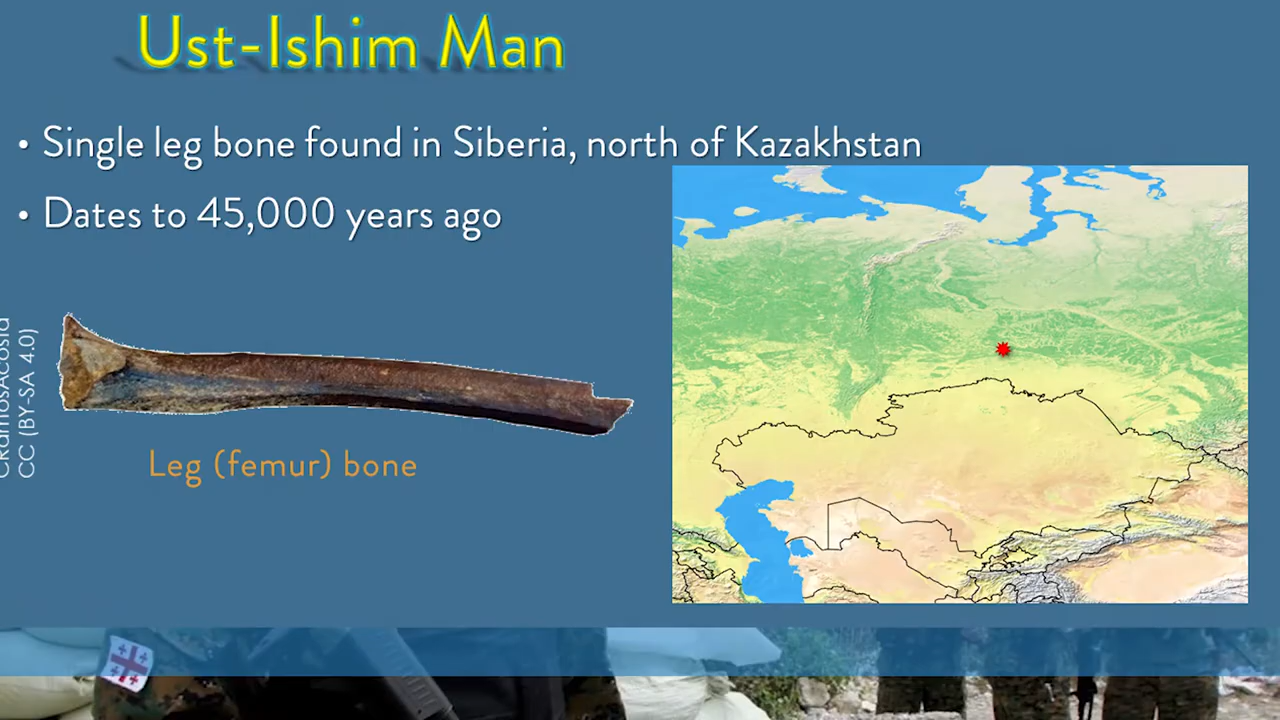 Ust-Ishim Man
• Single leg bone found in Siberia, north of Kazakhstan
• Dates to 45,000 years ago
CC (BY-SA 4.0)
Leg (femur) bone